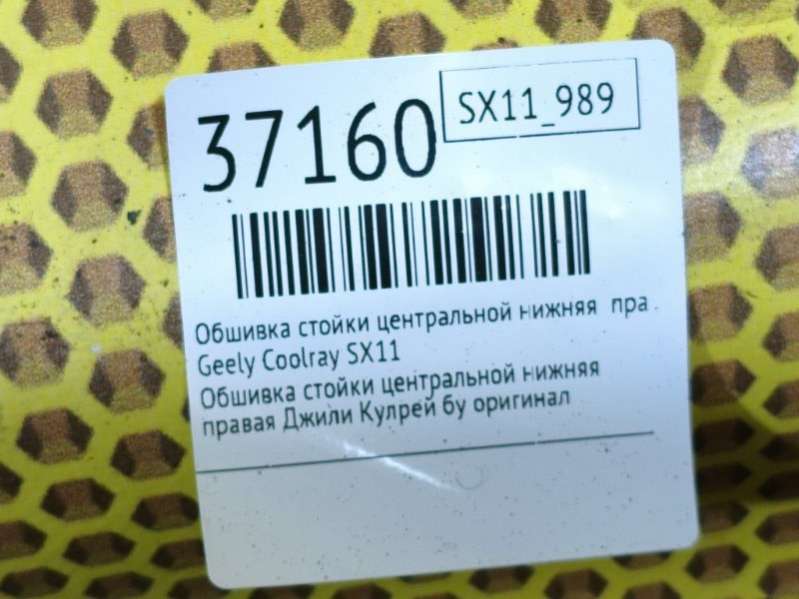 37160
SX11_989
Обшивка стойки центральной нижняя пра
Geely Coolray SX11
Обшивка стойки центральной нижняя
правая Джили Кулрей бу оригинал